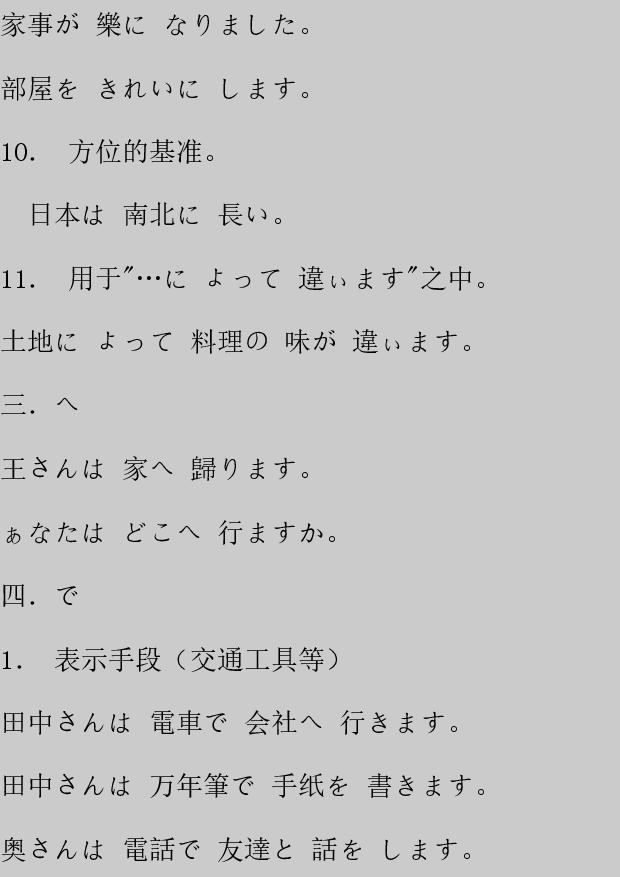 家事が 樂に なりました。
部屋を きれいに します。
10. 方位的基准。
日本は 南北に 長い。
11. 用于"…に ょって 違ぃます"之中。
土地に ょって 料理の 味が 違ぃます。
三. へ
王さんは 家へ 歸ります。
ぁなたは どこへ 行ますか。
四. で
1. 表示手段（交通工具等）
田中さんは 電車で 会社へ 行きます。
田中さんは 万年筆で 手纸を 書きます。
奥さんは 電話で 友達と 話を します。